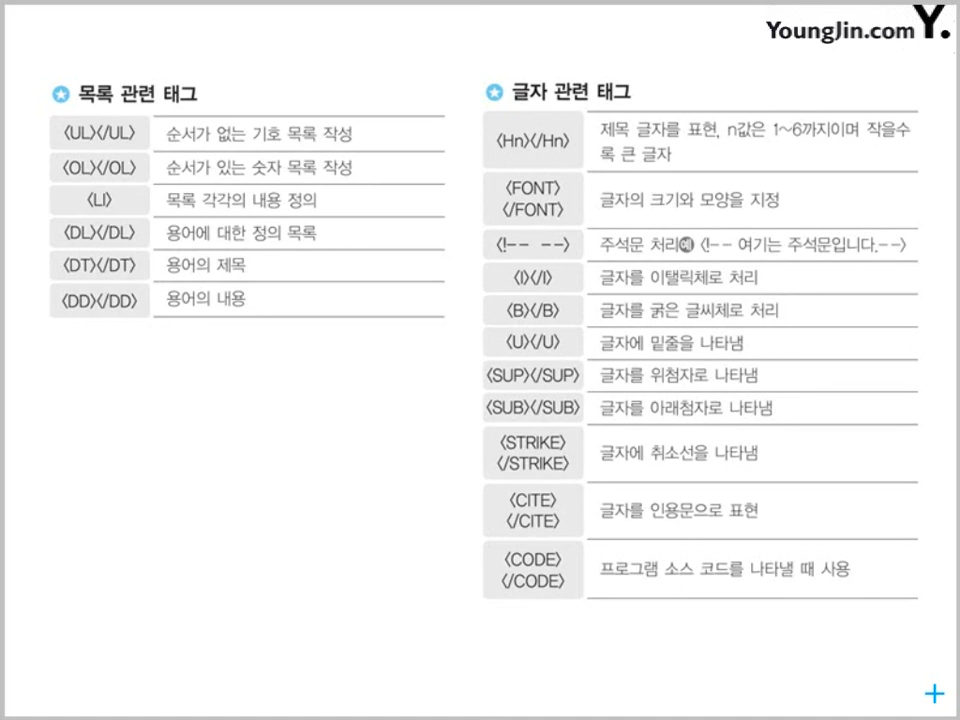 YoungJin.com Y.
목록 관련 태그
<UL></UL> 순서가 없는 기호 목록 작성
<OL></OL> 순서가 있는 숫자 목록 작성
<LI> 목록 각각의 내용 정의
<DL></DL> 용어에 대한 정의 목록
<DT></DT> 용어의 제목
<DD></DD> 용어의 내용
글자 관련 태그
<Hn></Hn> 제목 글자를 표현, n값은 1~6까지이며 작을수
록 큰 글자
<FONT>
</FONT> 글자의 크기와 모양을 지정
<!-- --> 주석문 처리예 <!-- 여기는 주석문입니다.-->
<I></I> 글자를 이탤릭체로 처리
<B></B> 글자를 굵은 글씨체로 처리
<U></U> 글자에 밑줄을 나타냄
<SUP></SUP> 글자를 위첨자로 나타냄
<SUB></SUB> 글자를 아래첨자로 나타냄
<STRIKE>
</STRIKE> 글자에 취소선을 나타냄
<CITE>
</CITE> 글자를 인용문으로 표현
<CODE>
</CODE> 프로그램 소스 코드를 나타낼 때 사용